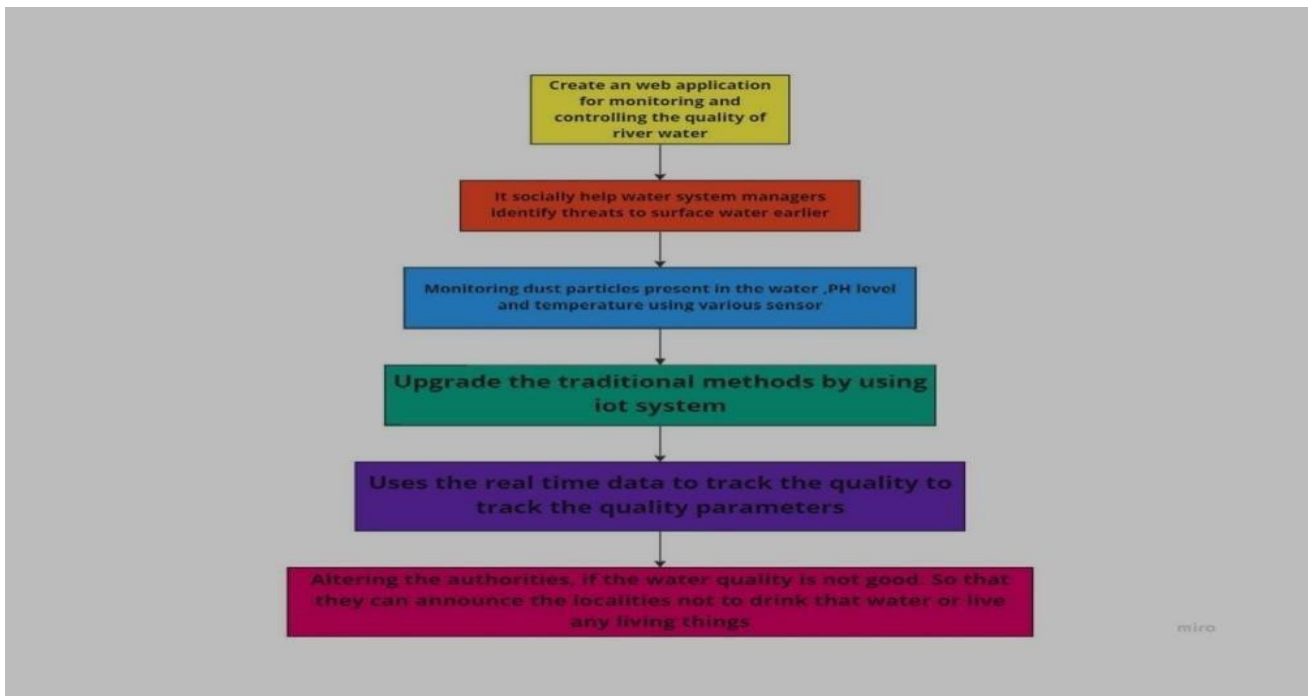 Create an web application
for monitoring and
controlling the quality of
river water
It socially help water system managers
identify threats to surface water earlier
Monitoring dust particles present in the water ,PH level
and temperature using various sensor
Upgrade the traditional methods by using
iot system
Uses the real time data to track the quality to
track the quality parameters
Altering the authorities, if the water quality is not good. So that
they can announce the localities not to drink that water or live
any living things
miro